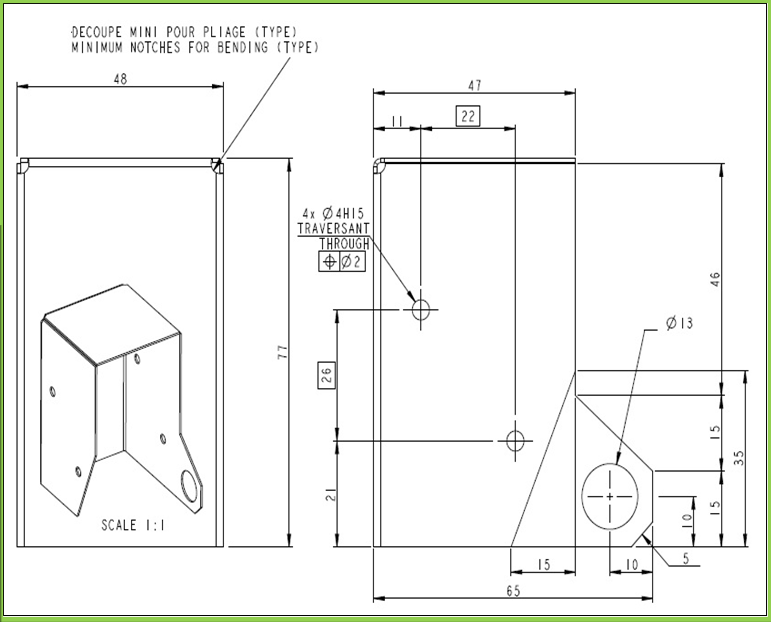 DECOUPE MINI POUR PLIAGE (TYPE)
MINIMUM NOTCHES FOR BENDING (TYPE)
48
47
11
22
4x Ø4H15
TRAVERSANT
THROUGH
⌖ Ø2
46
Ø13
77
26
15
35
21
15
10
SCALE 1:1
5
15
10
65